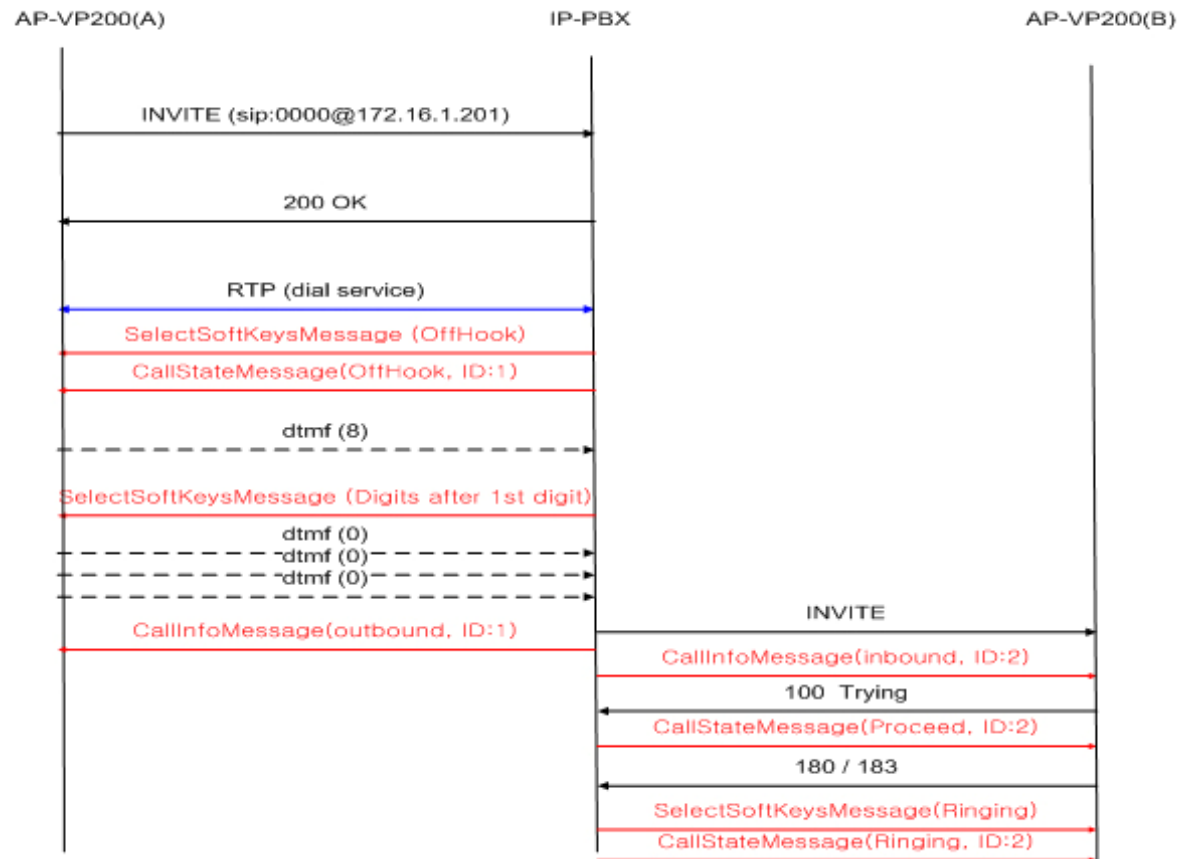 AP-VP200(A) IP-PBX AP-VP200(B)
INVITE (sip:0000@172.16.1.201)
200 OK
RTP (dial service)
SelectSoftKeysMessage (OffHook)
CallStateMessage(OffHook, ID:1)
dtmf (8)
SelectSoftKeysMessage (Digits after 1st digit)
dtmf (0)
dtmf (0)
dtmf (0)
INVITE
CallInfoMessage(outbound, ID:1)
CallInfoMessage(inbound, ID:2)
100 Trying
CallStateMessage(Proceed, ID:2)
180 / 183
SelectSoftKeysMessage(Ringing)
CallStateMessage(Ringing, ID:2)